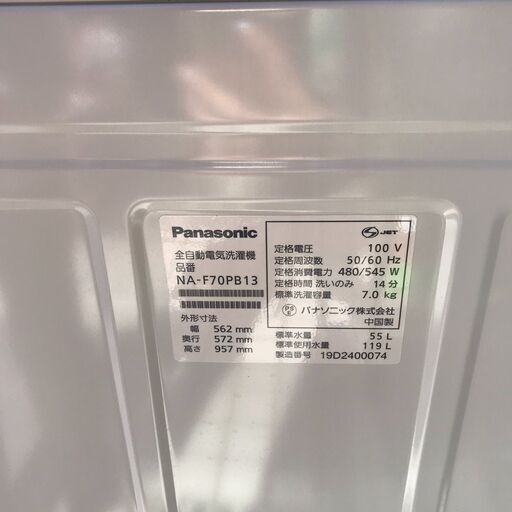 Panasonic
全自動電気洗濯機
品番
NA-F70PB13
外形寸法
幅 562 mm
奥行 572 mm
高さ 957 mm
S JET
定格電圧 100 V
定格周波数 50/60 Hz
定格消費電力 480/545 W
定格時間 洗いのみ 14分
標準洗濯容量 7.0 kg
PS E パナソニック株式会社
中国製
標準水量 55 L
標準使用水量 119 L
製造番号 19D2400074